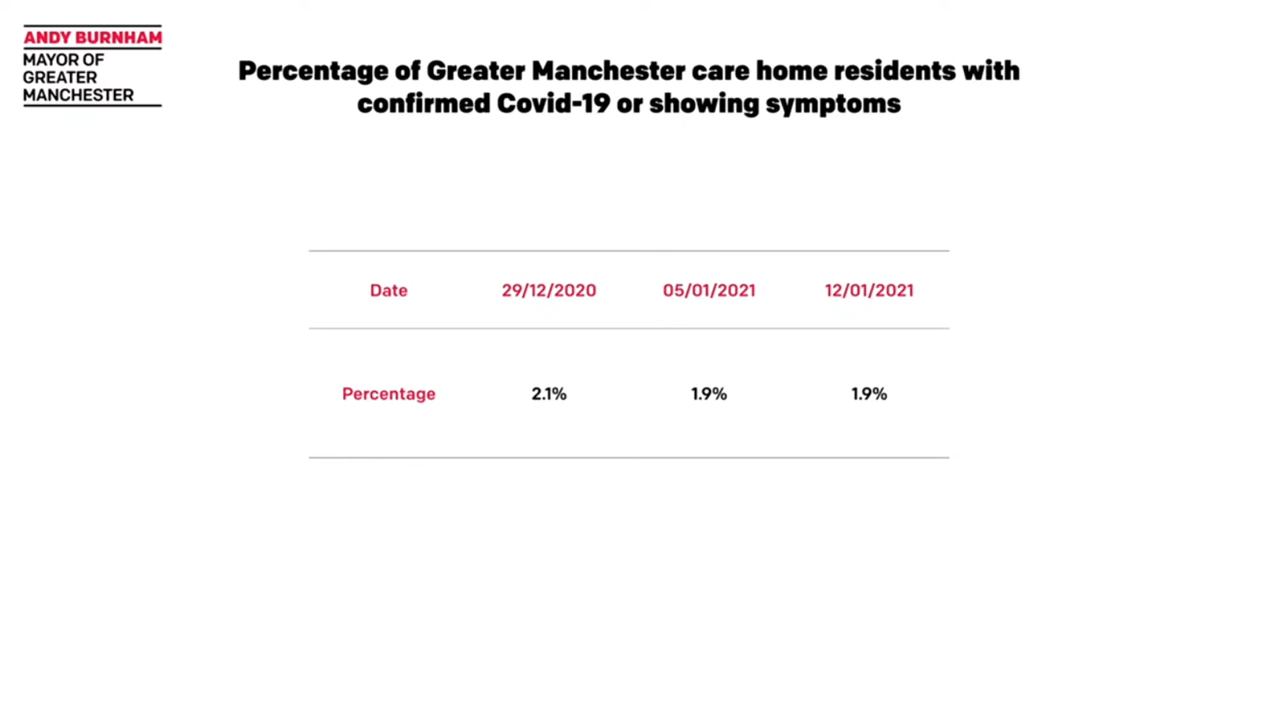 ANDY BURNHAM
MAYOR OF
GREATER
MANCHESTER
Percentage of Greater Manchester care home residents with
confirmed Covid-19 or showing symptoms
Date 29/12/2020 05/01/2021 12/01/2021
Percentage 2.1% 1.9% 1.9%